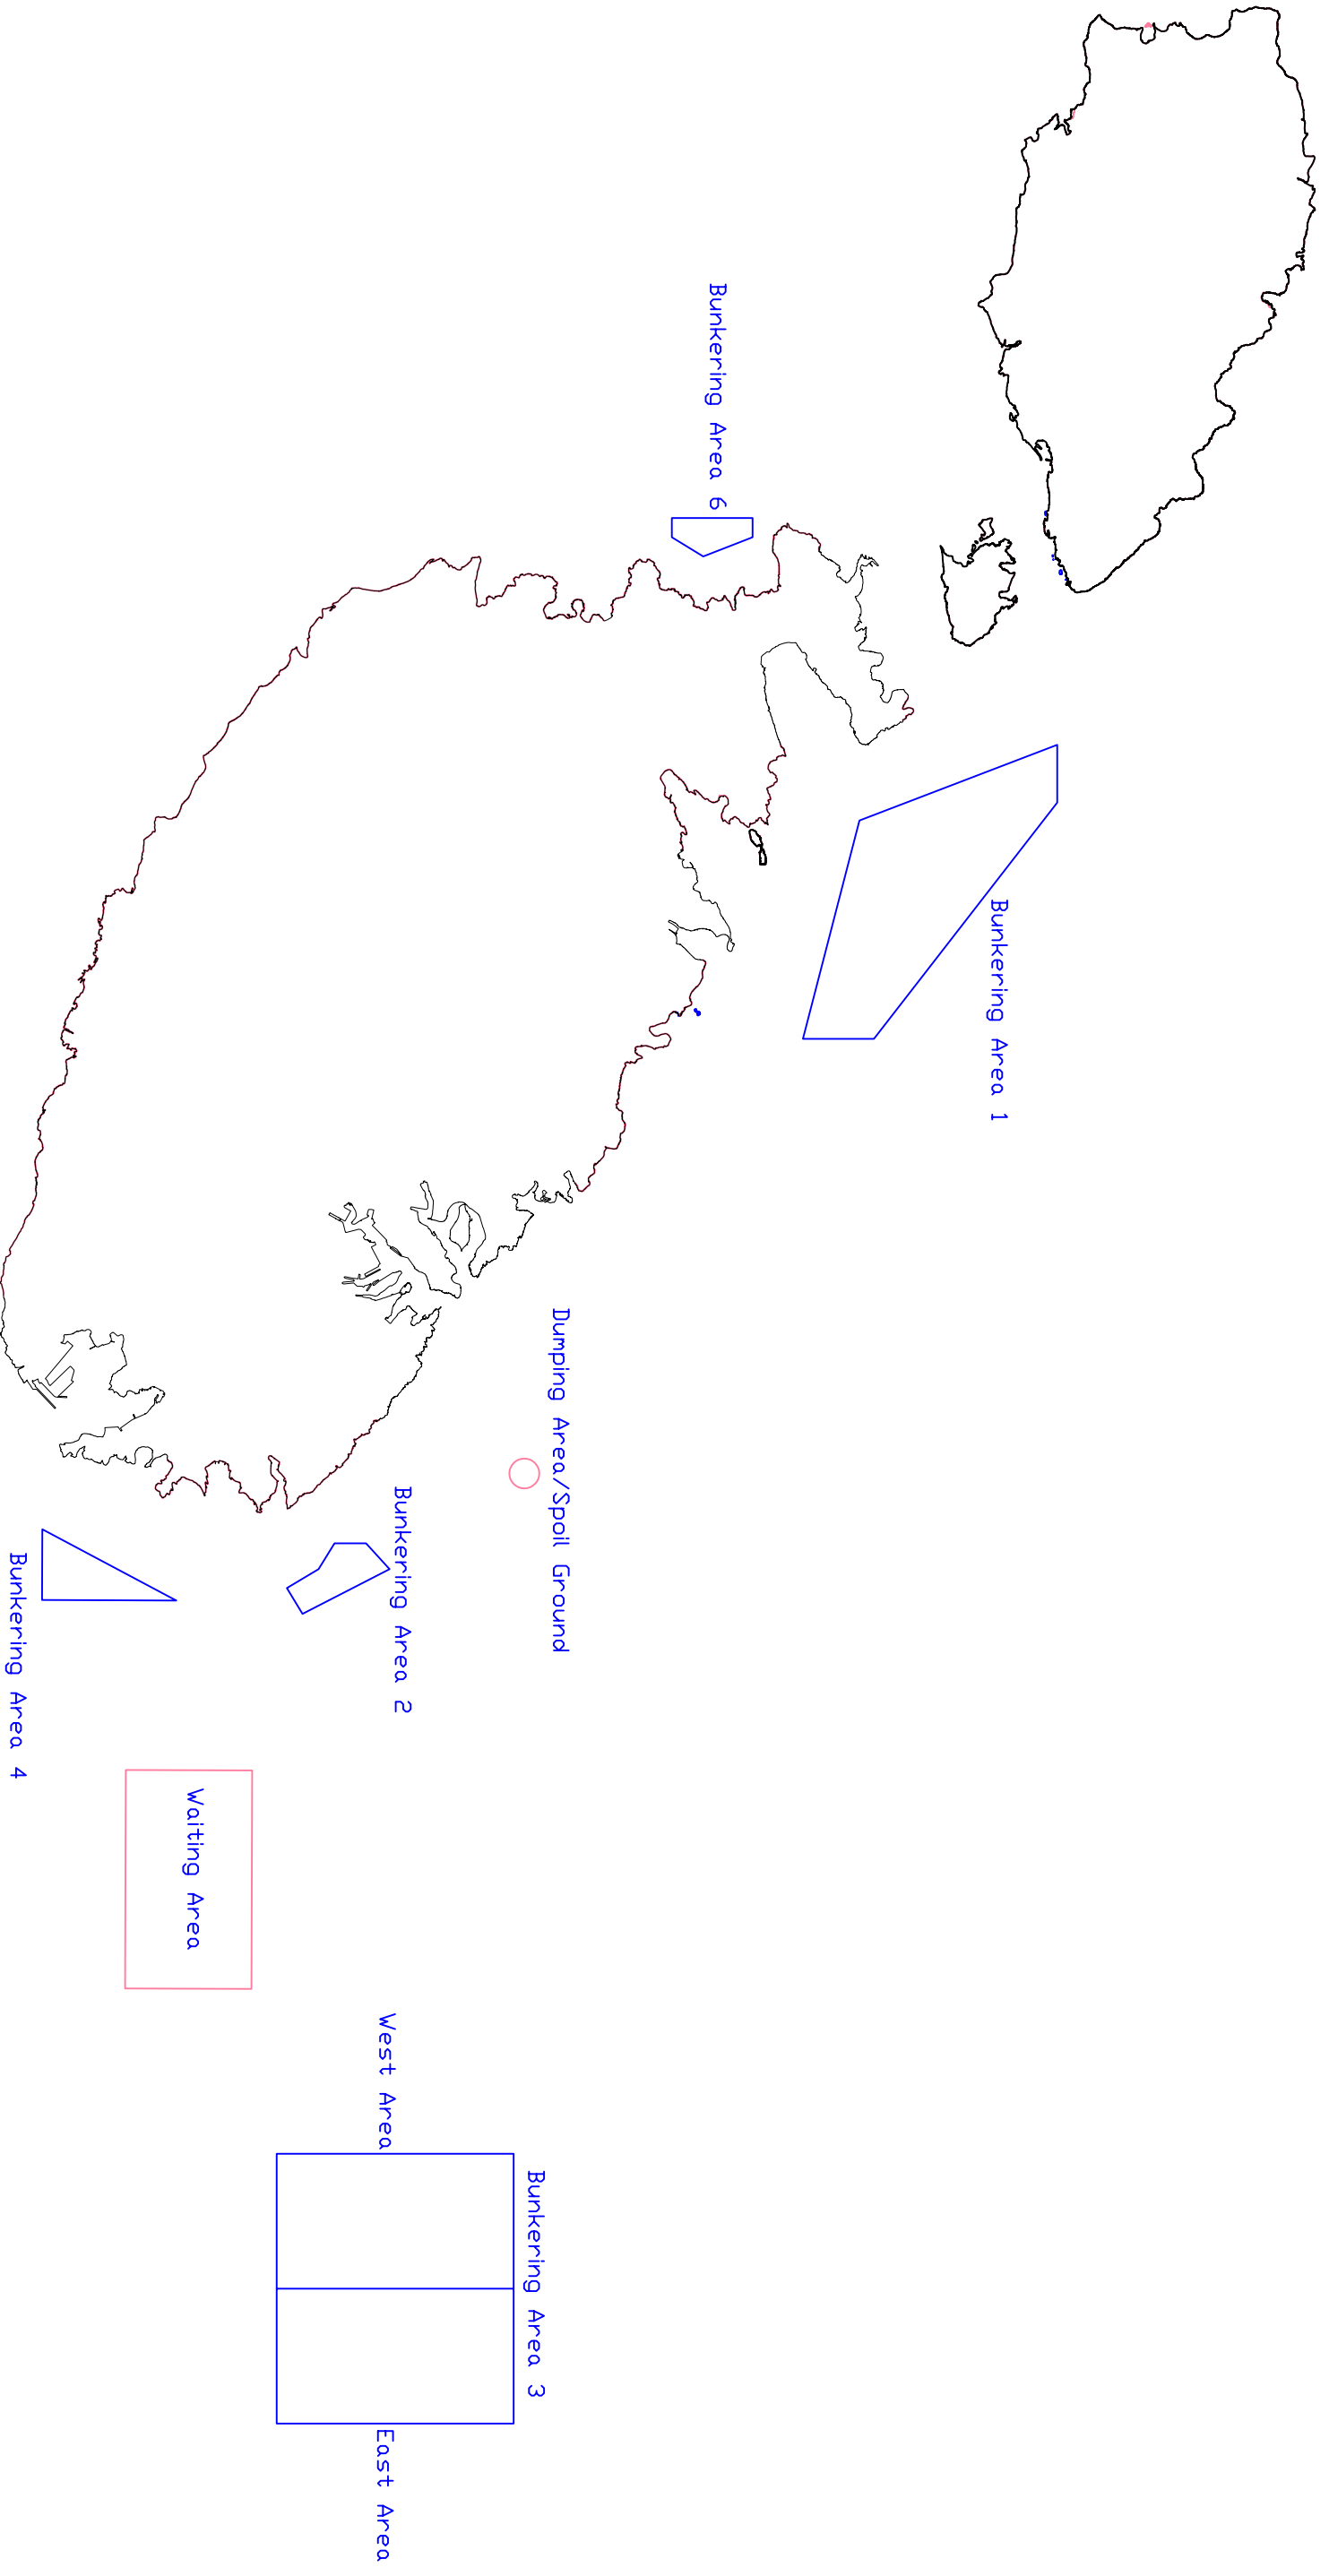 Bunkering Area 6
Bunkering Area 1
Dumping Area/Spoil Ground
Bunkering Area 2
Bunkering Area 4
Waiting Area
West Area
Bunkering Area 3
East Area